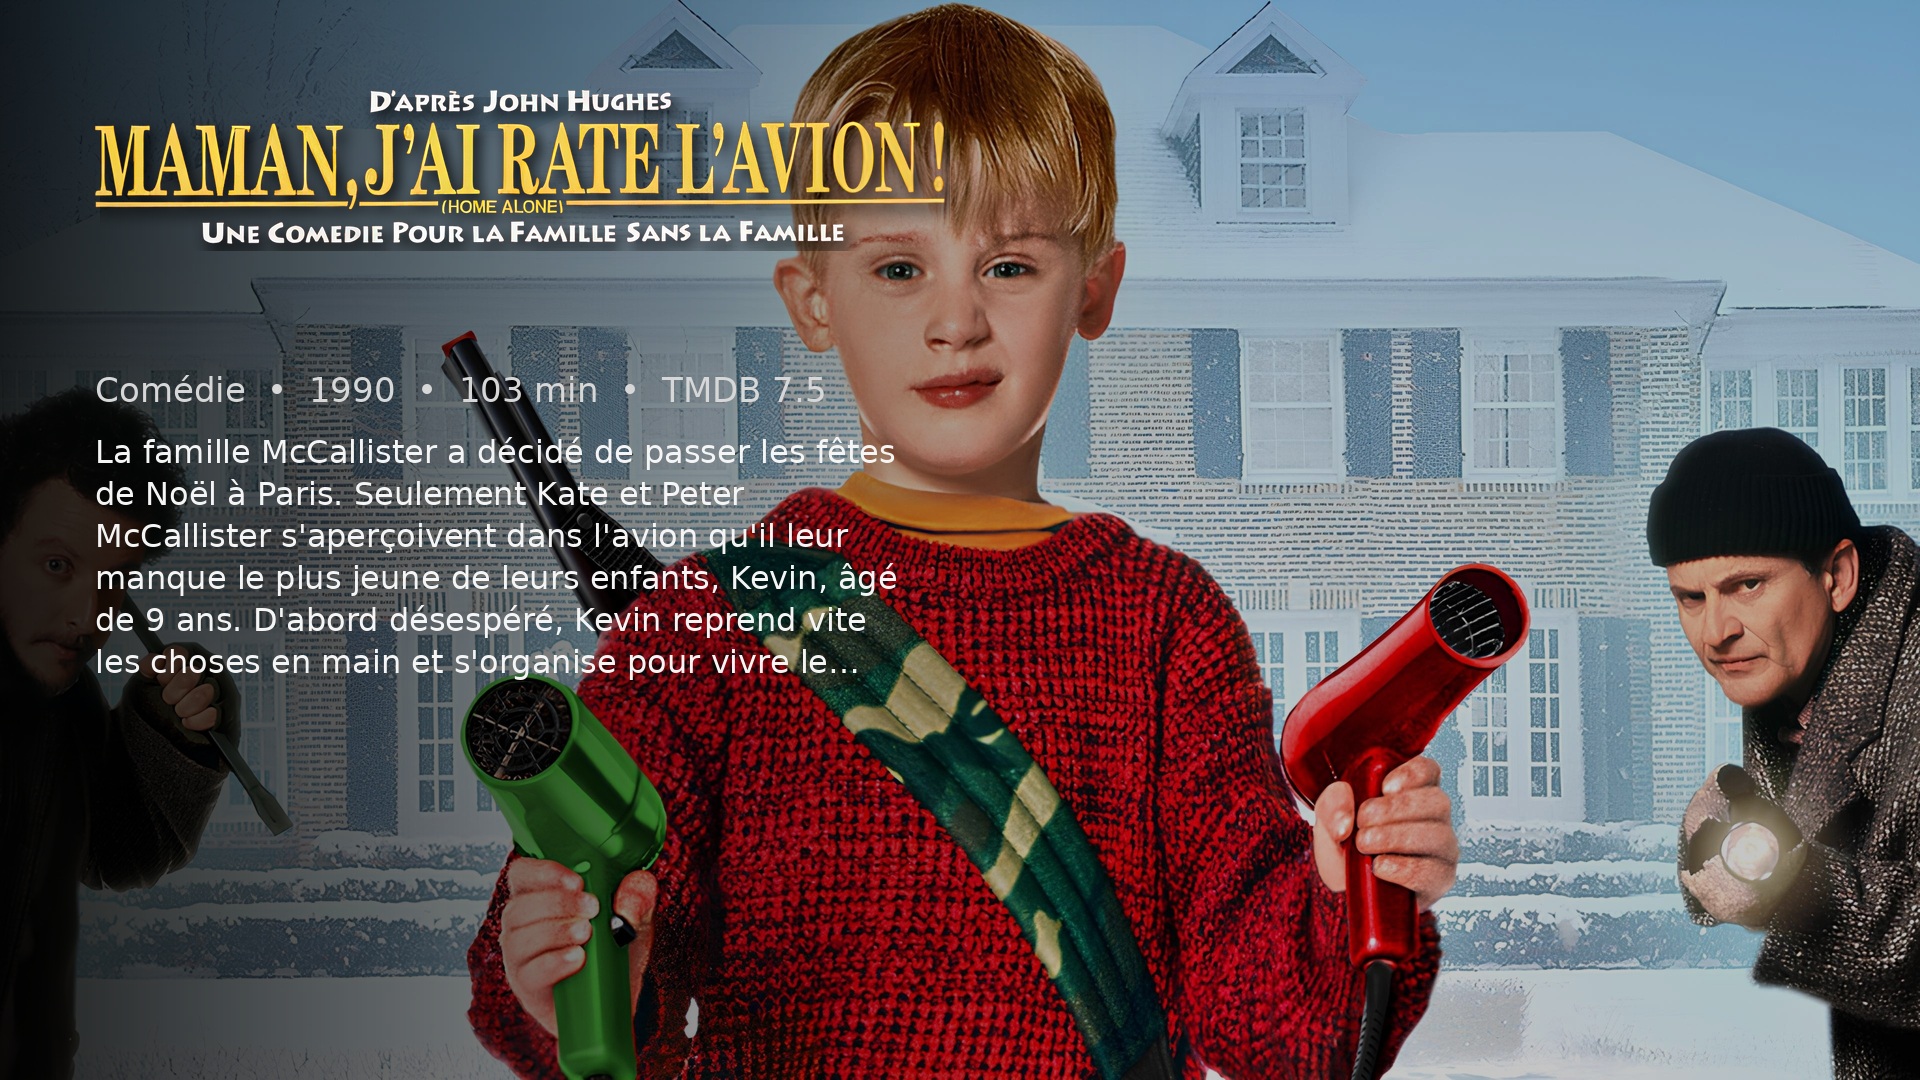 D'APRÈS JOHN HUGHES
MAMAN, J'AI RATE L'AVION !
(HOME ALONE)
UNE COMEDIE POUR LA FAMILLE SANS LA FAMILLE
Comédie • 1990 • 103 min • TMDB 7.5
La famille McCallister a décidé de passer les fêtes
de Noël à Paris. Seulement Kate et Peter
McCallister s'aperçoivent dans l'avion qu'il leur
manque le plus jeune de leurs enfants, Kevin, âgé
de 9 ans. D'abord désespéré, Kevin reprend vite
les choses en main et s'organise pour vivre le...